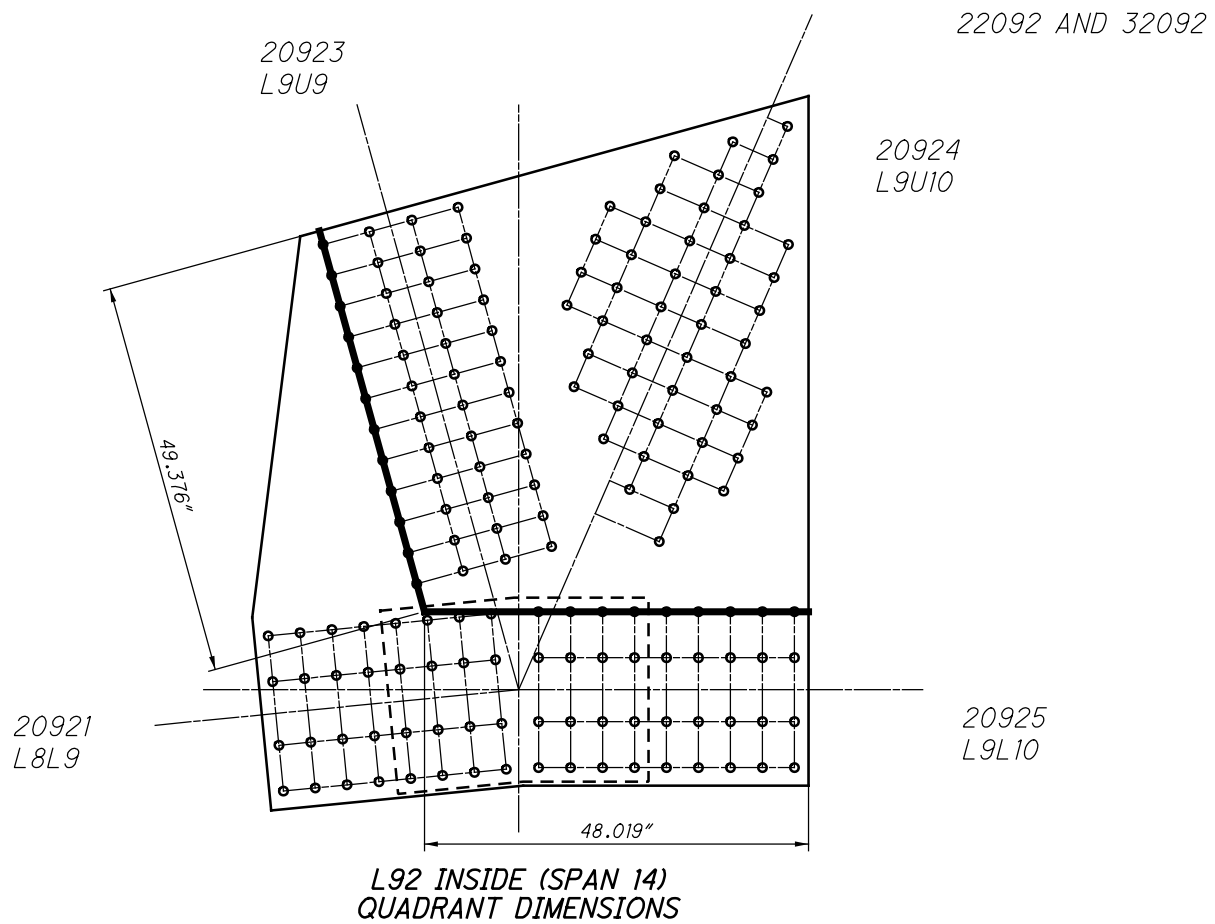 22092 AND 32092
20923
L9U9
20924
L9U10
49.376"
20921
L8L9
20925
L9L10
48.019"
L92 INSIDE (SPAN 14)
QUADRANT DIMENSIONS